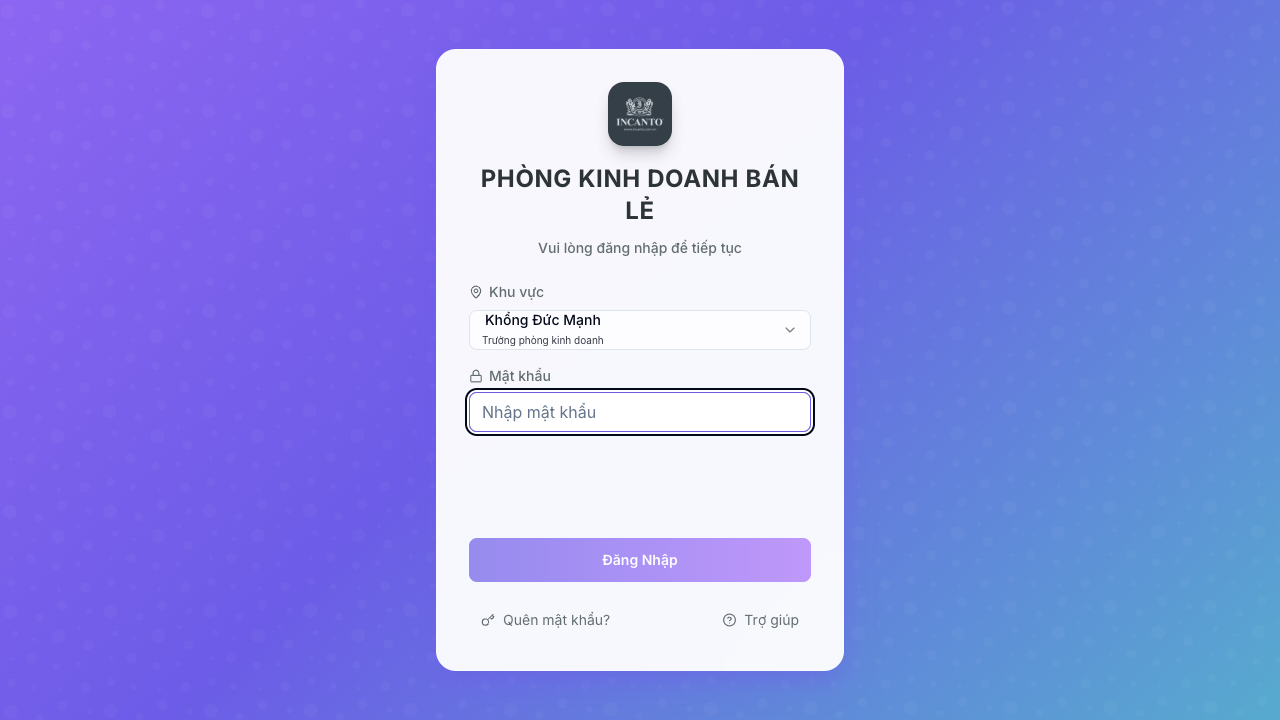 INCANTO
PHÒNG KINH DOANH BÁN
LẺ
Vui lòng đăng nhập để tiếp tục
Khu vực
Khổng Đức Mạnh
Trưởng phòng kinh doanh
Mật khẩu
Nhập mật khẩu
Đăng Nhập
Quên mật khẩu?
Trợ giúp